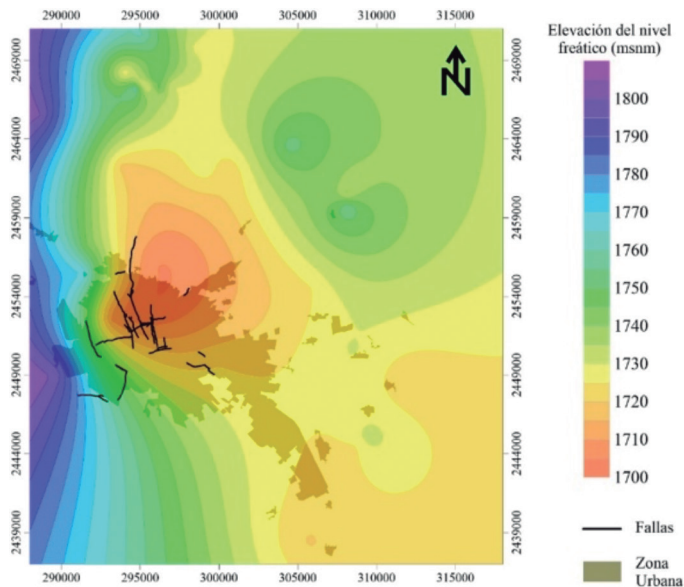 290000 295000 300000 305000 310000 315000
Elevación del nivel
freático (msnm)
N
2469000 2469000
2464000 2464000
2459000 2459000
2454000 2454000
2449000 2449000
2444000 2444000
2439000 2439000
1800
1790
1780
1770
1760
1750
1740
1730
1720
1710
1700
Fallas
Zona
Urbana
290000 295000 300000 305000 310000 315000